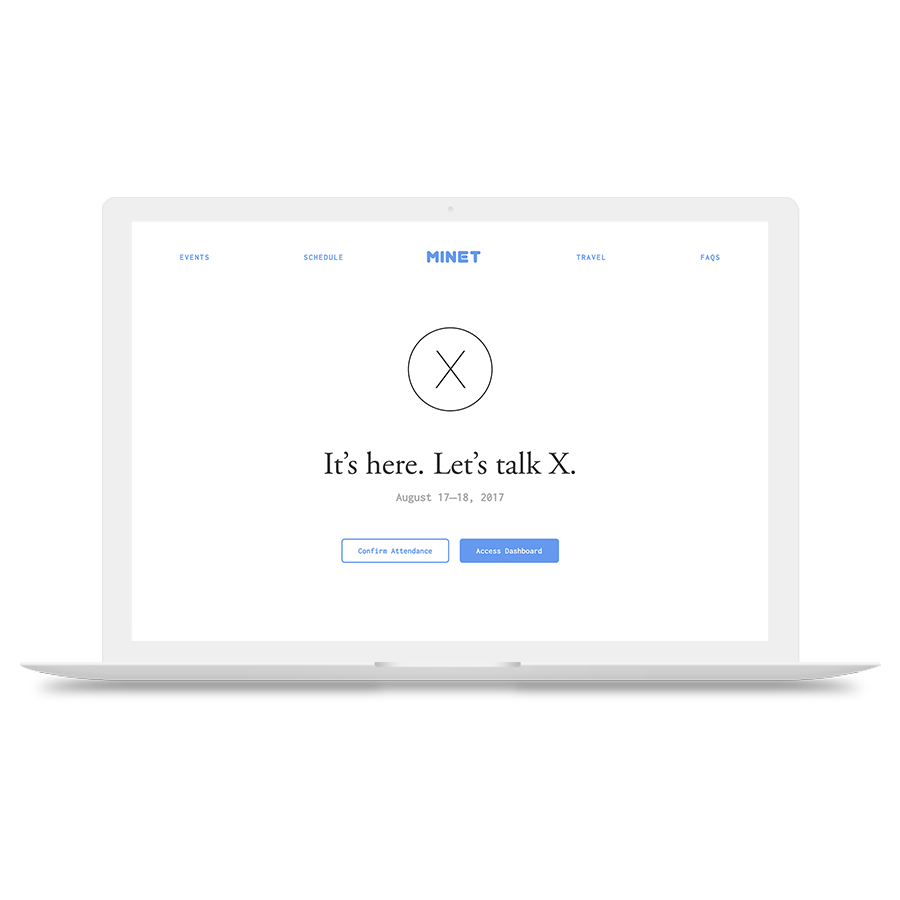 EVENTS SCHEDULE MINET TRAVEL FAQS
X
It’s here. Let’s talk X.
August 17—18, 2017
Confirm Attendance Access Dashboard